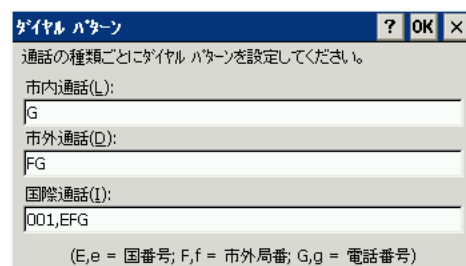 ﾀﾞｲﾔﾙ ﾊﾟﾀｰﾝ ? OK ×
通話の種類ごとにﾀﾞｲﾔﾙ ﾊﾟﾀｰﾝを設定してください。
市内通話(L):
G
市外通話(D):
FG
国際通話(I):
001,EFG
(E,e = 国番号; F,f = 市外局番; G,g = 電話番号)